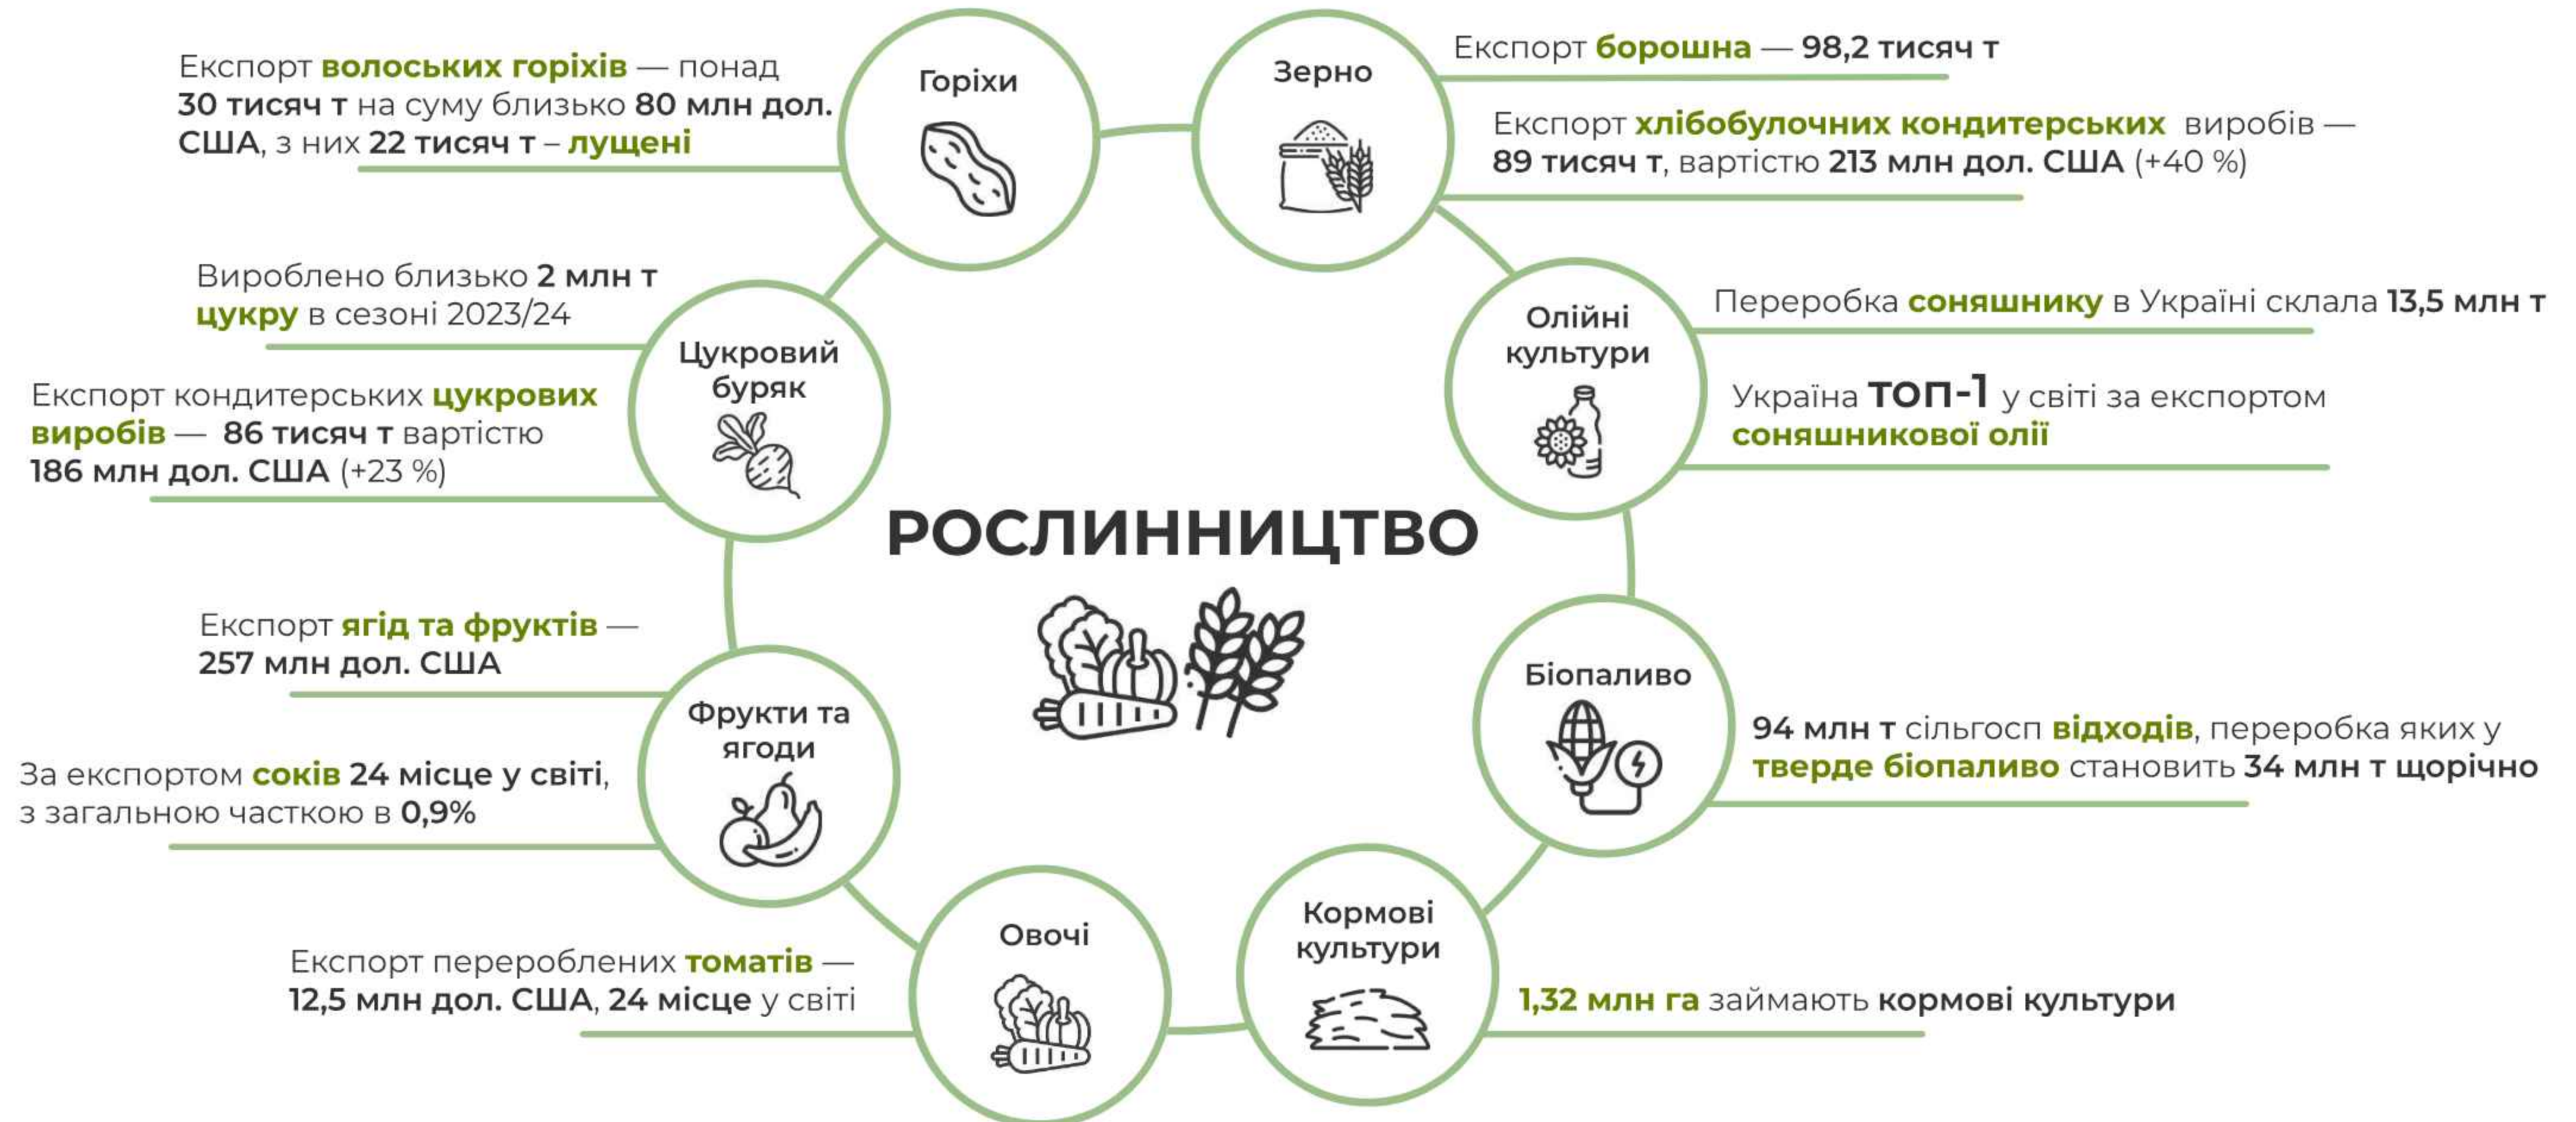 РОСЛИННИЦТВО
Горіхи
Експорт волоських горіхів — понад
30 тисяч т на суму близько 80 млн дол.
США, з них 22 тисяч т – лущені
Зерно
Експорт борошна — 98,2 тисяч т
Експорт хлібобулочних кондитерських виробів —
89 тисяч т, вартістю 213 млн дол. США (+40 %)
Олійні
культури
Переробка соняшнику в Україні склала 13,5 млн т
Україна ТОП-1 у світі за експортом
соняшникової олії
Біопаливо
94 млн т сільгосп відходів, переробка яких у
тверде біопаливо становить 34 млн т щорічно
Кормові
культури
1,32 млн га займають кормові культури
Овочі
Експорт перероблених томатів —
12,5 млн дол. США, 24 місце у світі
Фрукти та
ягоди
Експорт ягід та фруктів —
257 млн дол. США
За експортом соків 24 місце у світі,
з загальною часткою в 0,9%
Цукровий
буряк
Вироблено близько 2 млн т
цукру в сезоні 2023/24
Експорт кондитерських цукрових
виробів — 86 тисяч т вартістю
186 млн дол. США (+23 %)